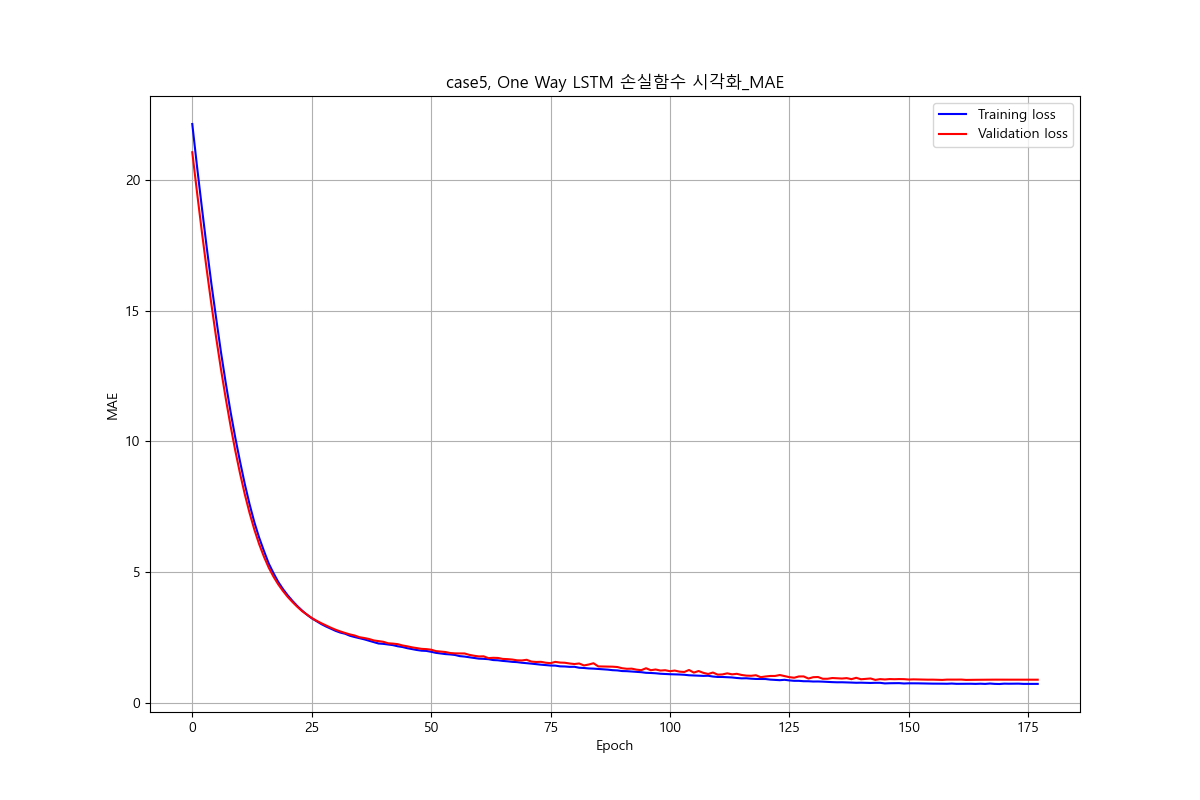 case5, One Way LSTM 손실함수 시각화_MAE
Training loss
Validation loss
20
15
10
5
0
MAE
0 25 50 75 100 125 150 175
Epoch